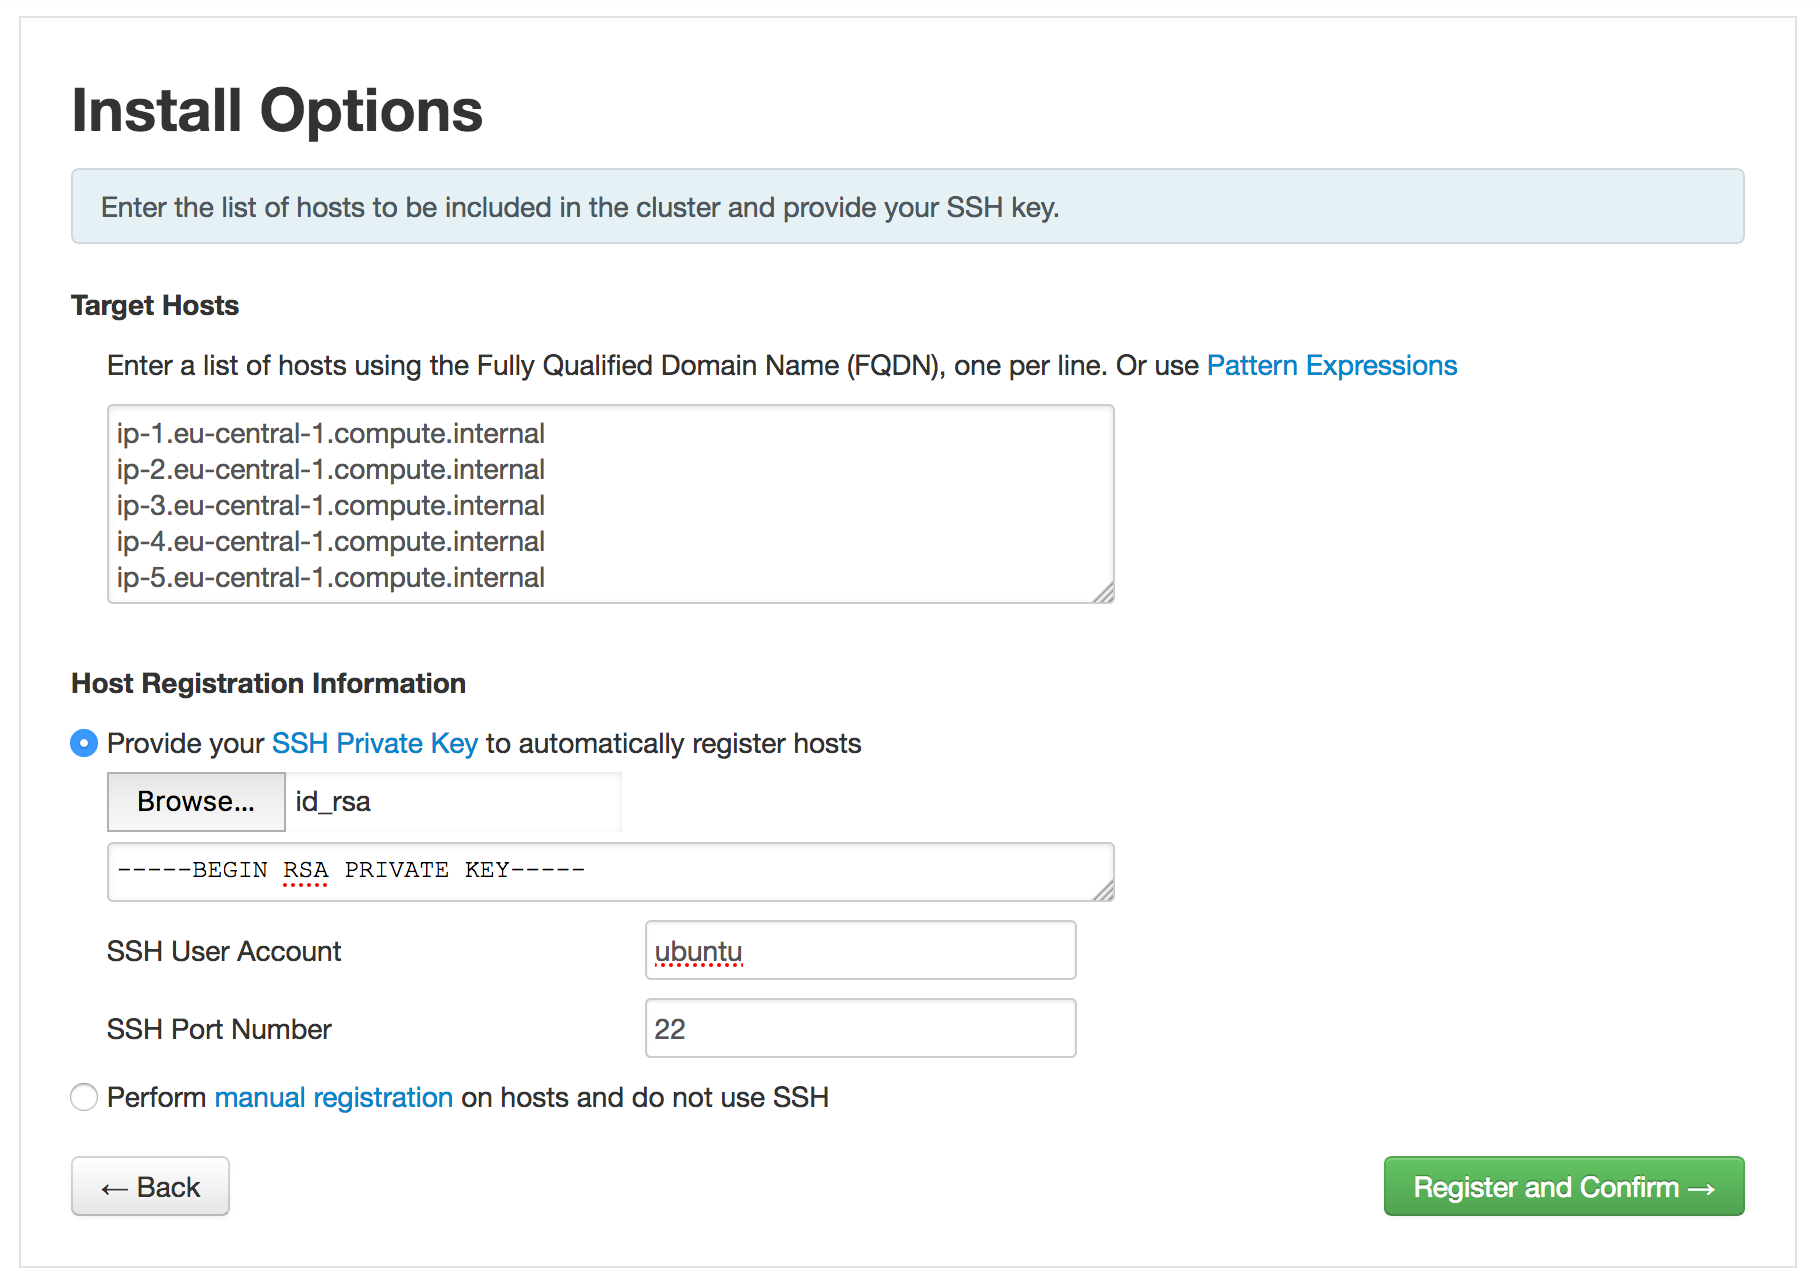 Install Options
Enter the list of hosts to be included in the cluster and provide your SSH key.
Target Hosts
Enter a list of hosts using the Fully Qualified Domain Name (FQDN), one per line. Or use Pattern Expressions
ip-1.eu-central-1.compute.internal
ip-2.eu-central-1.compute.internal
ip-3.eu-central-1.compute.internal
ip-4.eu-central-1.compute.internal
ip-5.eu-central-1.compute.internal
Host Registration Information
Provide your SSH Private Key to automatically register hosts
Browse... id_rsa
-----BEGIN RSA PRIVATE KEY-----
SSH User Account ubuntu
SSH Port Number 22
Perform manual registration on hosts and do not use SSH
← Back Register and Confirm →